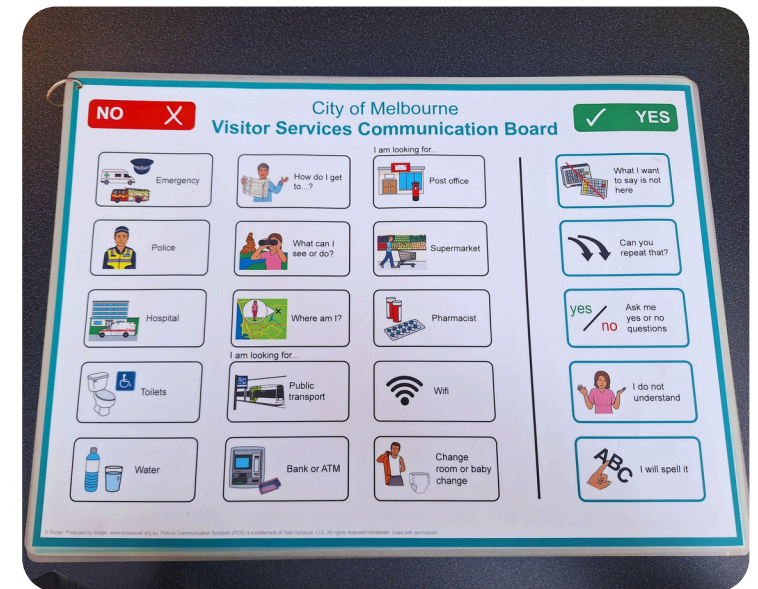 NO X
City of Melbourne
YES
Visitor Services Communication Board
Emergency
Police
Hospital
Toilets
Water
How do I get
to...?
What can I
see or do?
Where am I?
I am looking for...
Public
transport
Bank or ATM
I am looking for...
Post office
Supermarket
Pharmacist
Wifi
Change
room or baby
change
What I want
to say is not
here
Can you
repeat that?
yes/no
Ask me
yes or no
questions
I do not
understand
ABC
I will spell it